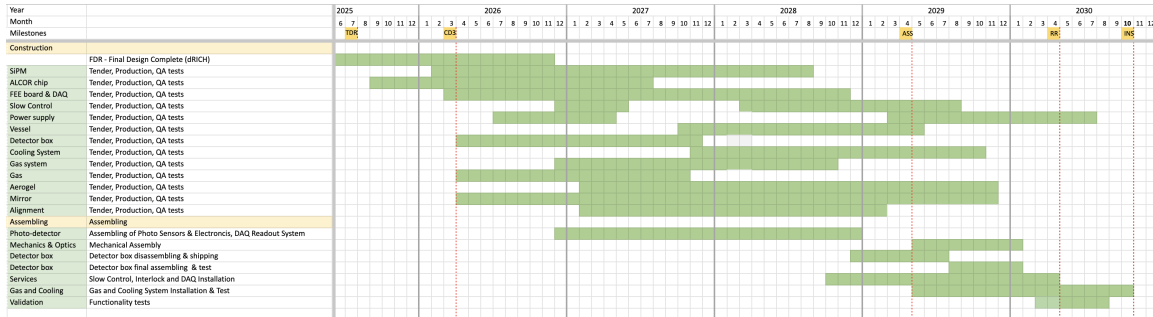 Year 2025 2026 2027 2028 2029 2030
Month 6 7 8 9 10 11 12 1 2 3 4 5 6 7 8 9 10 11 12 1 2 3 4 5 6 7 8 9 10 11 12 1 2 3 4 5 6 7 8 9 10 11 12 1 2 3 4 5 6 7 8 9 10 11 12 1 2 3 4 5 6 7 8 9 10 11 12
Milestones TDR CD3 ASS RR INS
Construction
FDR - Final Design Complete (dRICH)
SiPM Tender, Production, QA tests
ALCOR chip Tender, Production, QA tests
FEE board & DAQ Tender, Production, QA tests
Slow Control Tender, Production, QA tests
Power supply Tender, Production, QA tests
Vessel Tender, Production, QA tests
Detector box Tender, Production, QA tests
Cooling System Tender, Production, QA tests
Gas system Tender, Production, QA tests
Gas Tender, Production, QA tests
Aerogel Tender, Production, QA tests
Mirror Tender, Production, QA tests
Alignment Tender, Production, QA tests
Assembling Assembling
Photo-detector Assembling of Photo Sensors & Electroncis, DAQ Readout System
Mechanics & Optics Mechanical Assembly
Detector box Detector box disassembling & shipping
Detector box Detector box final assembling & test
Services Slow Control, Interlock and DAQ Installation
Gas and Cooling Gas and Cooling System Installation & Test
Validation Functionality tests